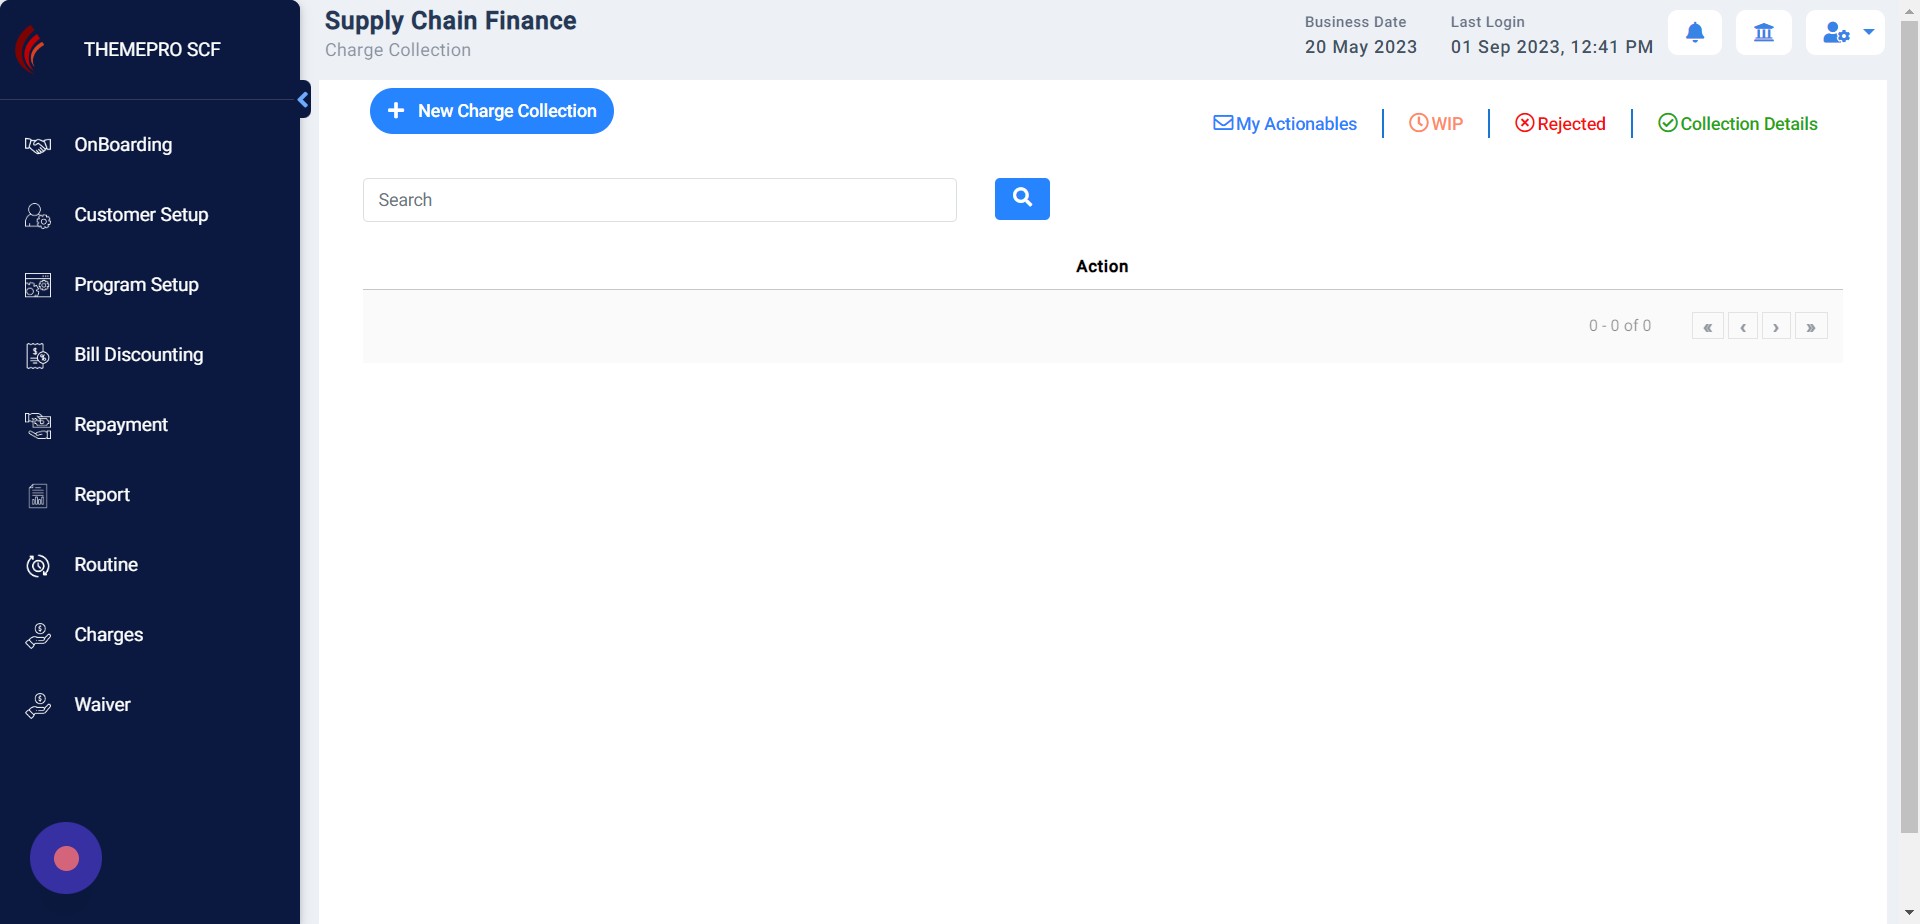 THEMEPRO SCF
OnBoarding
Customer Setup
Program Setup
Bill Discounting
Repayment
Report
Routine
Charges
Waiver
Supply Chain Finance
Charge Collection
Business Date
20 May 2023
Last Login
01 Sep 2023, 12:41 PM
New Charge Collection
My Actionables
WIP
Rejected
Collection Details
Search
Action
0 - 0 of 0
« ‹ › »